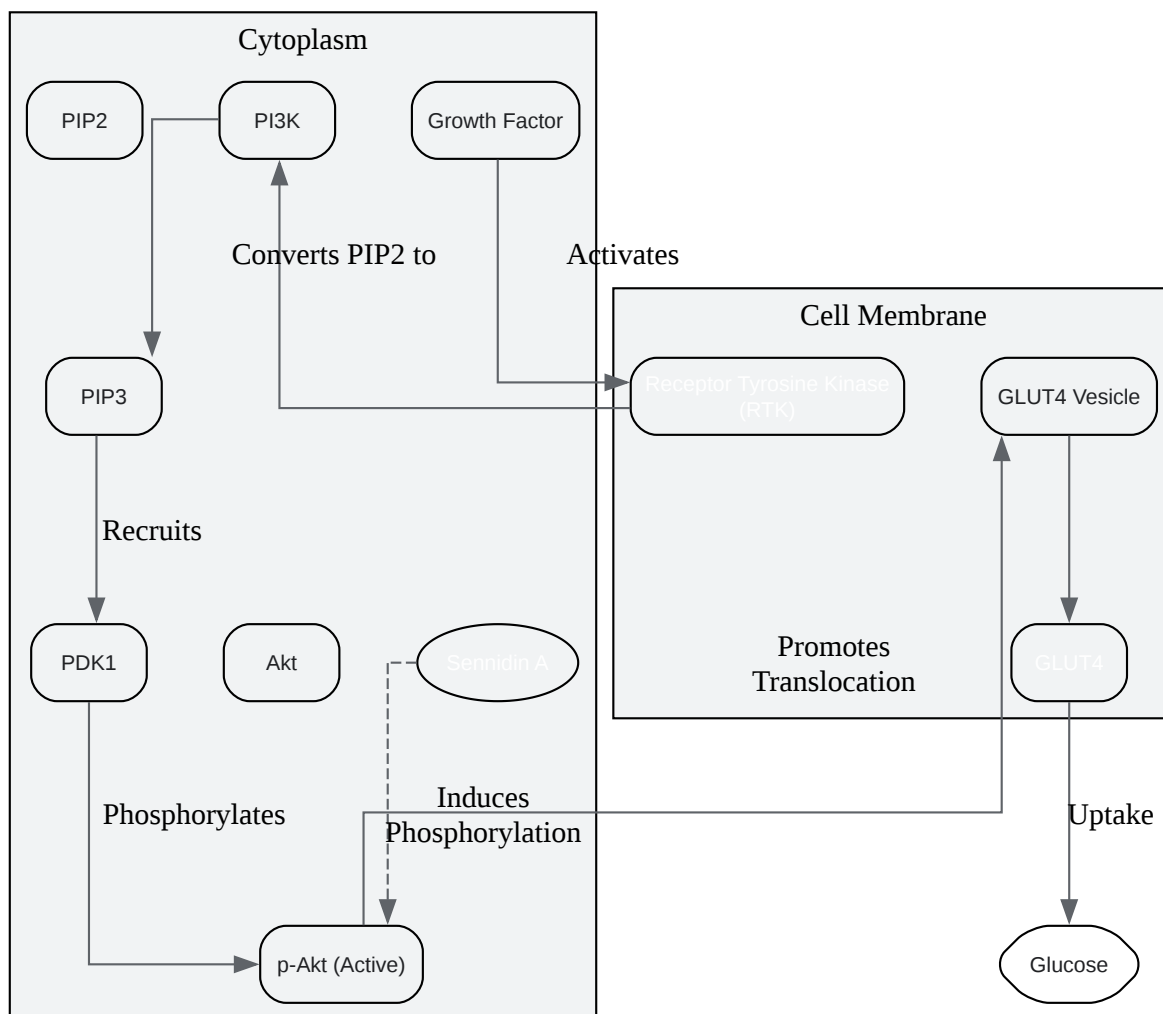 Cytoplasm
PIP2
PI3K
Growth Factor
Converts PIP2 to
Activates
Cell Membrane
PIP3
Receptor Tyrosine Kinase
(RTK)
GLUT4 Vesicle
Recruits
PDK1
Akt
Sennidin A
Promotes
Translocation
GLUT4
Phosphorylates
Induces
Phosphorylation
Uptake
p-Akt (Active)
Glucose